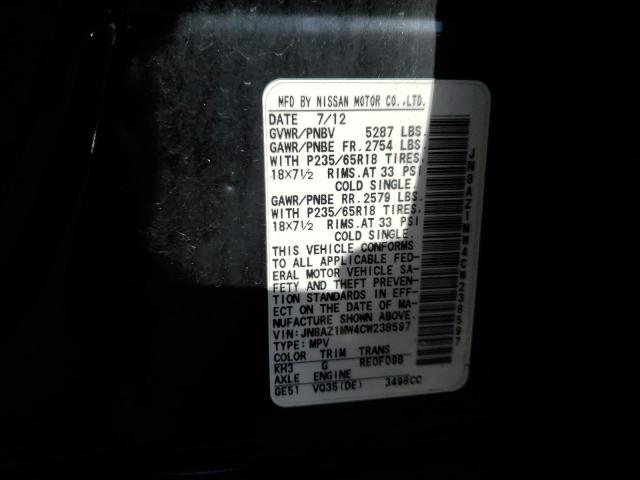 MFD BY NISSAN MOTOR CO.,LTD.
DATE 7/12
GVWR/PNBV 5287 LBS.
GAWR/PNBE FR.2754 LBS.
WITH P235/65R18 TIRES.
18X7½ RIMS.AT 33 PSI
COLD SINGLE.
GAWR/PNBE RR.2579 LBS.
WITH P235/65R18 TIRES.
18X7½ RIMS.AT 33 PSI
COLD SINGLE.
THIS VEHICLE CONFORMS
TO ALL APPLICABLE FED-
ERAL MOTOR VEHICLE SA-
FETY AND THEFT PREVEN-
TION STANDARDS IN EFF-
ECT ON THE DATE OF MA-
NUFACTURE SHOWN ABOVE.
VIN:JN8AZ1MW4CW238597
TYPE:MPV
COLOR TRIM TRANS
KH3 G RE0F09B
AXLE ENGINE
GE51 VQ35(DE) 3498CC
JN8AZ1MW4CW238597